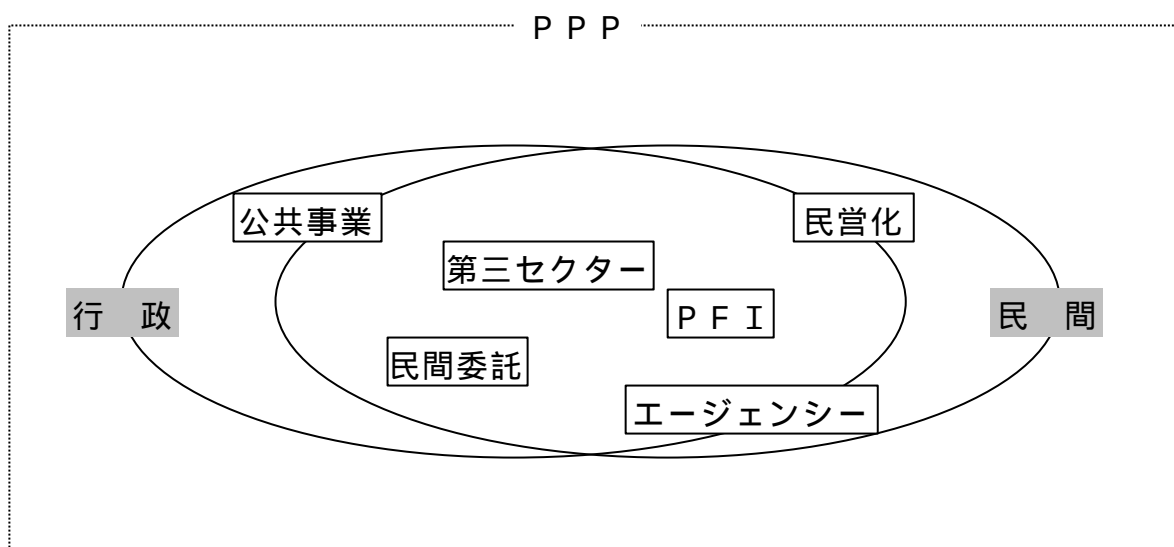 ＰＰＰ
公共事業
民営化
第三セクター
行　政
ＰＦＩ
民　間
民間委託
エージェンシー